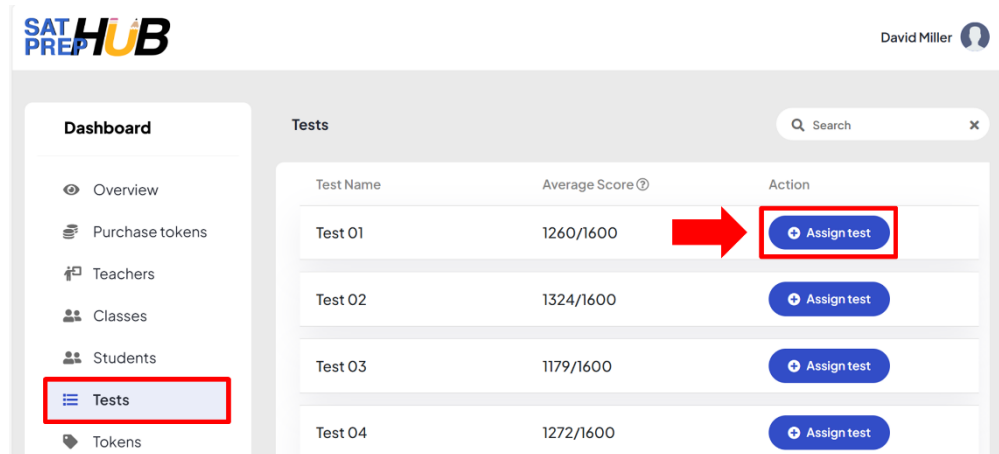 SAT
PREP HUB
David Miller
Dashboard
Overview
Purchase tokens
Teachers
Classes
Students
Tests
Tokens
Tests
Search
Test Name Average Score Action
Test 01 1260/1600 Assign test
Test 02 1324/1600 Assign test
Test 03 1179/1600 Assign test
Test 04 1272/1600 Assign test